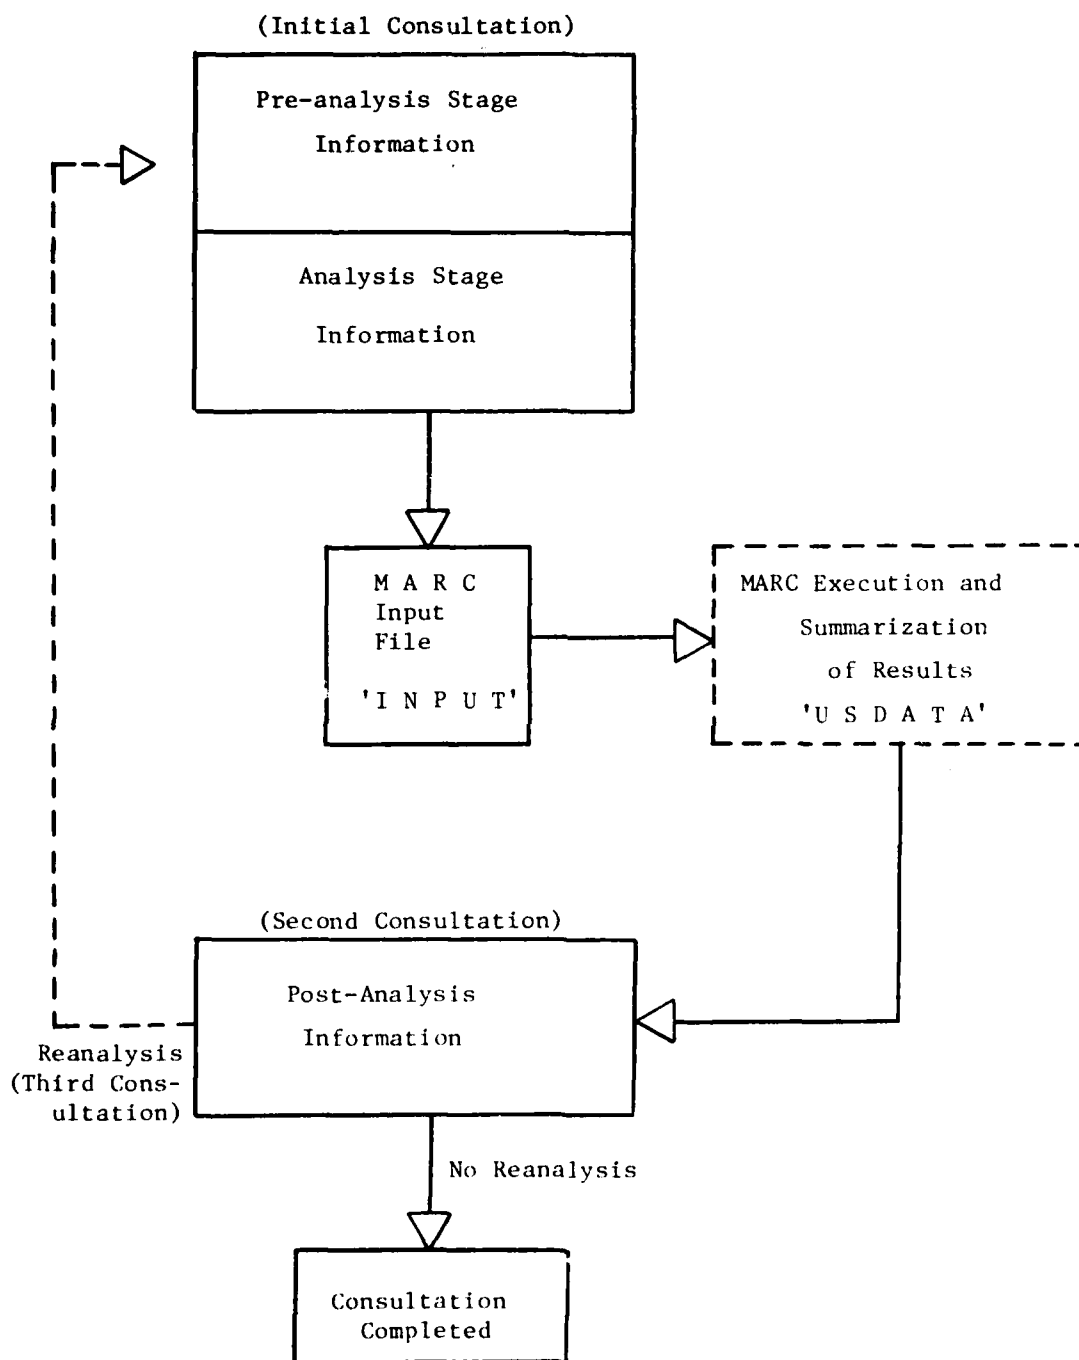 (Initial Consultation)
Pre-analysis Stage
Information
Analysis Stage
Information
M A R C
Input
File
'I N P U T'
MARC Execution and
Summarization
of Results
'U S D A T A'
(Second Consultation)
Post-Analysis
Information
Reanalysis
(Third Cons-
ultation)
No Reanalysis
Consultation
Completed